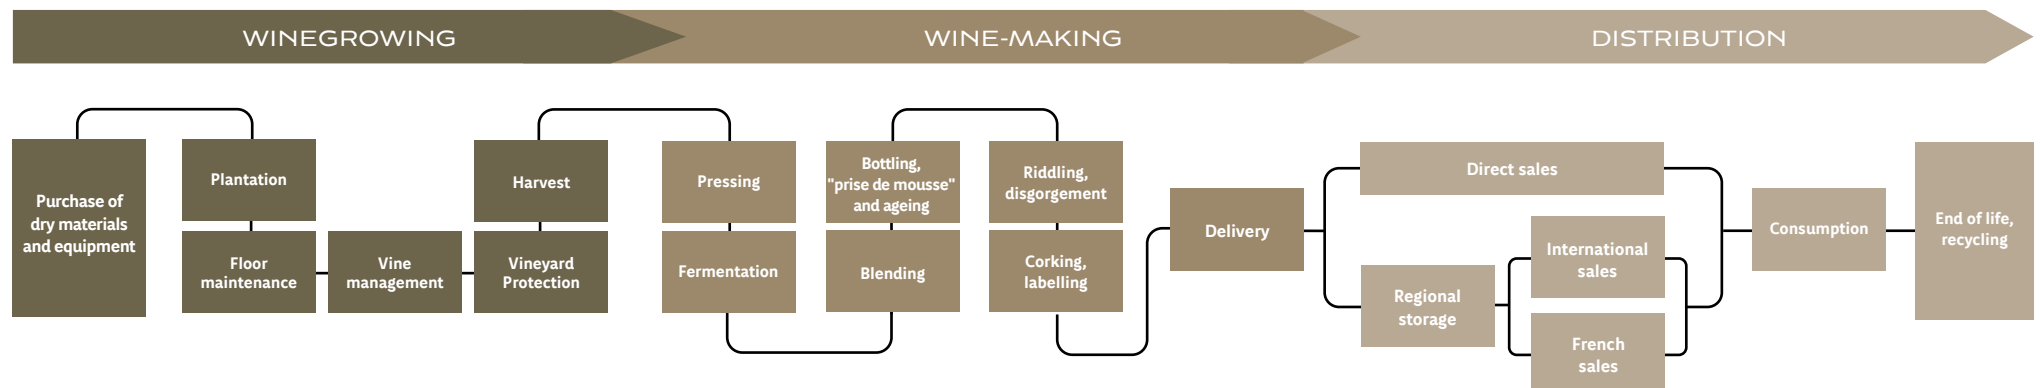 WINEGROWING
WINE-MAKING
DISTRIBUTION
Purchase of
dry materials
and equipment
Plantation
Floor
maintenance
Vine
management
Harvest
Vineyard
Protection
Pressing
Fermentation
Bottling,
"prise de mousse"
and ageing
Blending
Riddling,
disgorgement
Corking,
labelling
Delivery
Direct sales
Regional
storage
International
sales
French
sales
Consumption
End of life,
recycling